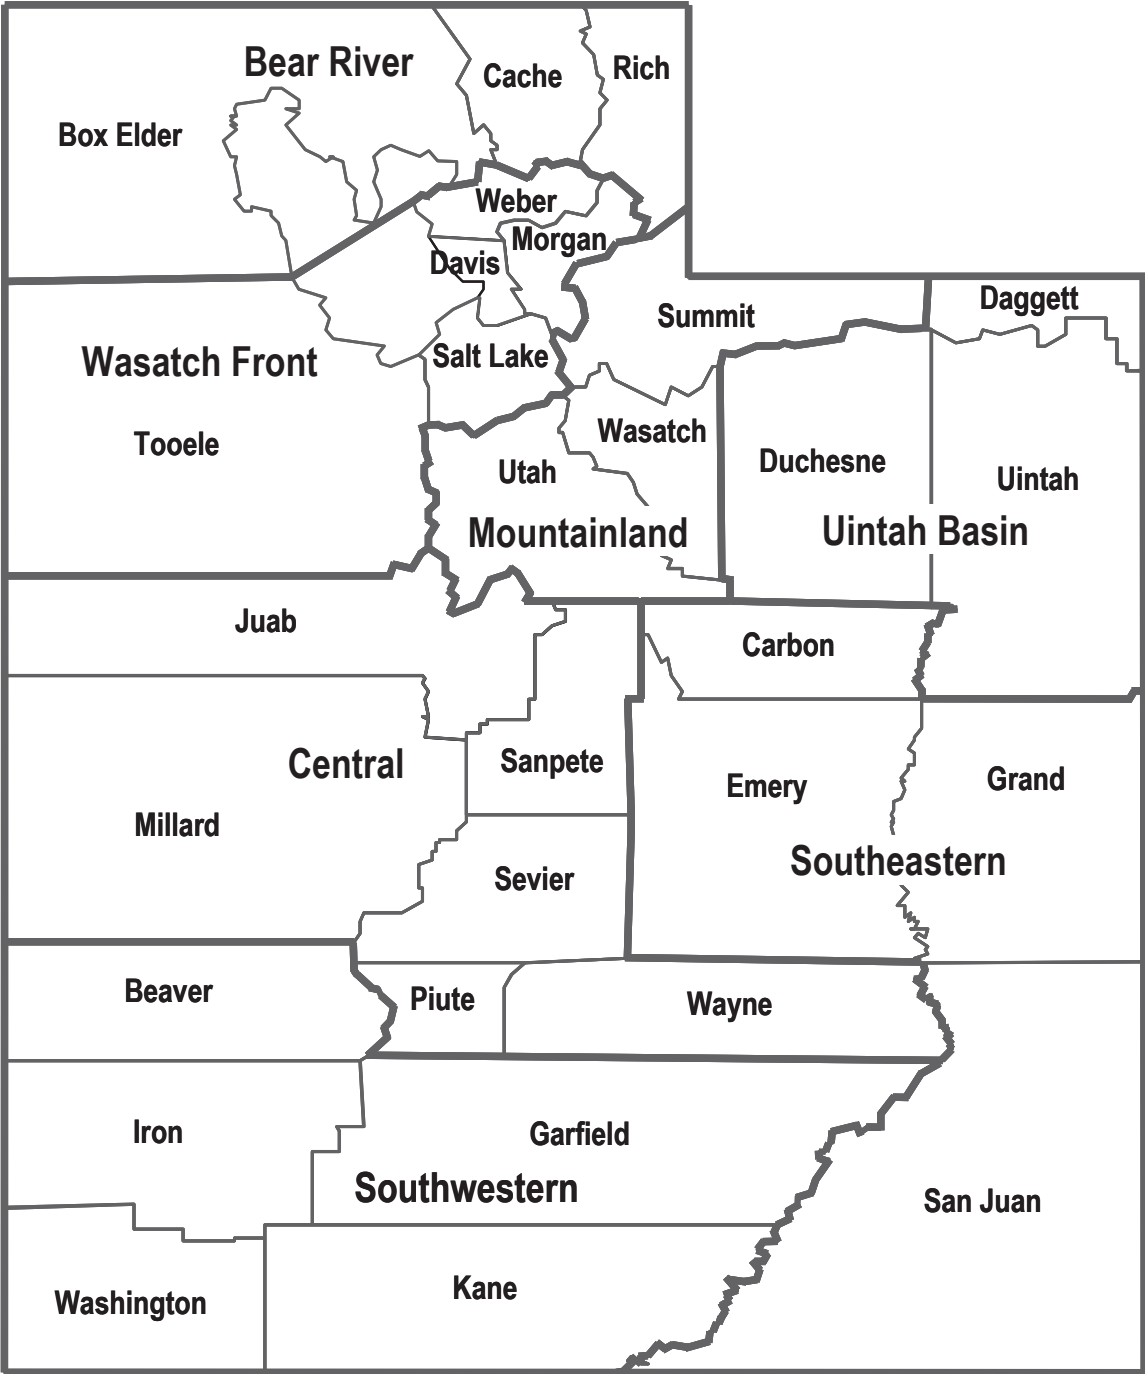 Bear River
Cache
Rich
Box Elder
Weber
Morgan
Davis
Daggett
Summit
Wasatch Front
Salt Lake
Tooele
Wasatch
Utah
Duchesne
Uintah
Mountainland
Uintah Basin
Juab
Carbon
Central
Sanpete
Emery
Grand
Millard
Southeastern
Sevier
Beaver
Piute
Wayne
Iron
Garfield
Southwestern
San Juan
Kane
Washington